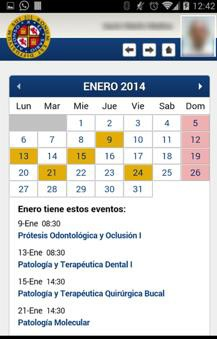 12:42
ENERO 2014
Lun Mar Mie Jue Vie Sab Dom
1 2 3 4 5
6 7 8 9 10 11 12
13 14 15 16 17 18 19
20 21 22 23 24 25 26
27 28 29 30 31
Enero tiene estos eventos:
9-Ene 08:30
Prótesis Odontológica y Oclusión I
13-Ene 08:30
Patología y Terapéutica Dental I
15-Ene 14:30
Patología y Terapéutica Quirúrgica Bucal
21-Ene 14:30
Patología Molecular